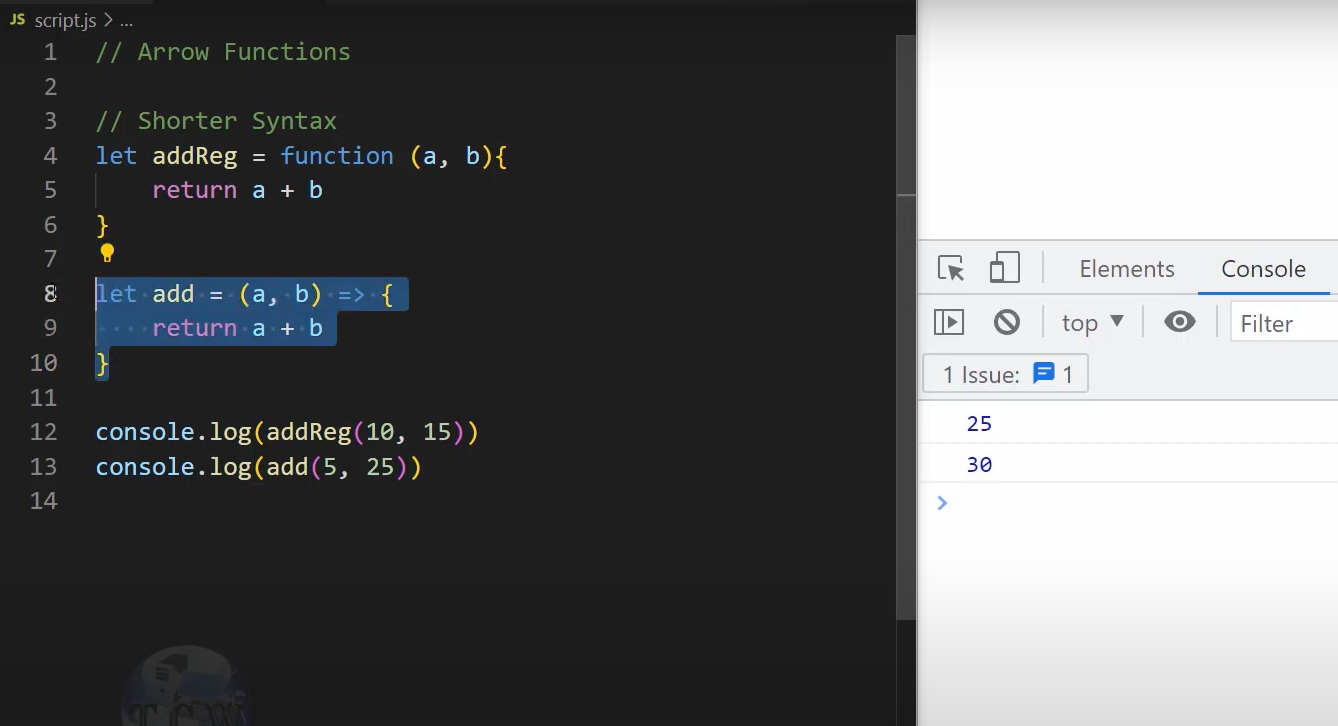 JS script.js > ...
1 // Arrow Functions
2
3 // Shorter Syntax
4 let addReg = function (a, b){
5 return a + b
6 }
7
8 let add = (a, b) => {
9 return a + b
10 }
11
12 console.log(addReg(10, 15))
13 console.log(add(5, 25))
14
Elements Console
top Filter
1 Issue: 1
25
30
>